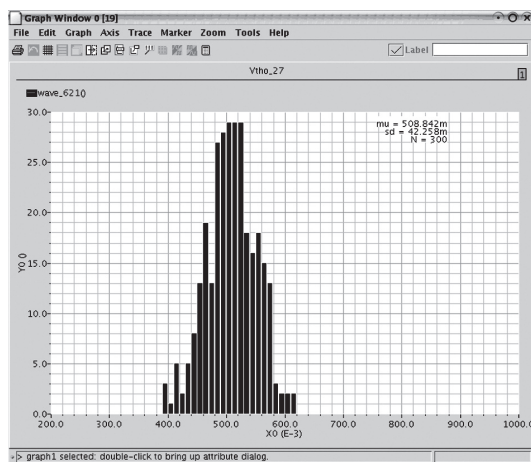 Graph Window 0 [19]
File Edit Graph Axis Trace Marker Zoom Tools Help
Label
Vtho_27
1
wave_621()
mu = 508.842m
sd = 42.258m
N = 300
30.0
25.0
20.0
15.0
10.0
5.0
0.0
Y0 ()
200.0 300.0 400.0 500.0 600.0 700.0 800.0 900.0 1000.0
X0 (E-3)
> graph1 selected: double-click to bring up attribute dialog.